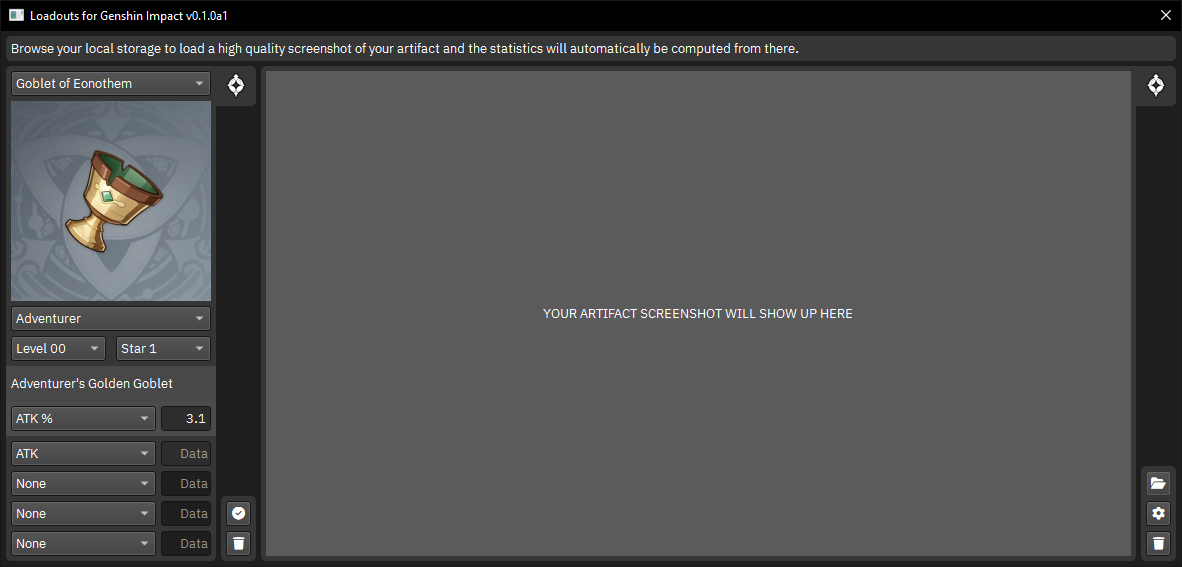 Loadouts for Genshin Impact v0.1.0a1
Browse your local storage to load a high quality screenshot of your artifact and the statistics will automatically be computed from there.
Goblet of Eonothem
Adventurer
Level 00 Star 1
Adventurer's Golden Goblet
ATK % 3.1
ATK Data
None Data
None Data
None Data
YOUR ARTIFACT SCREENSHOT WILL SHOW UP HERE